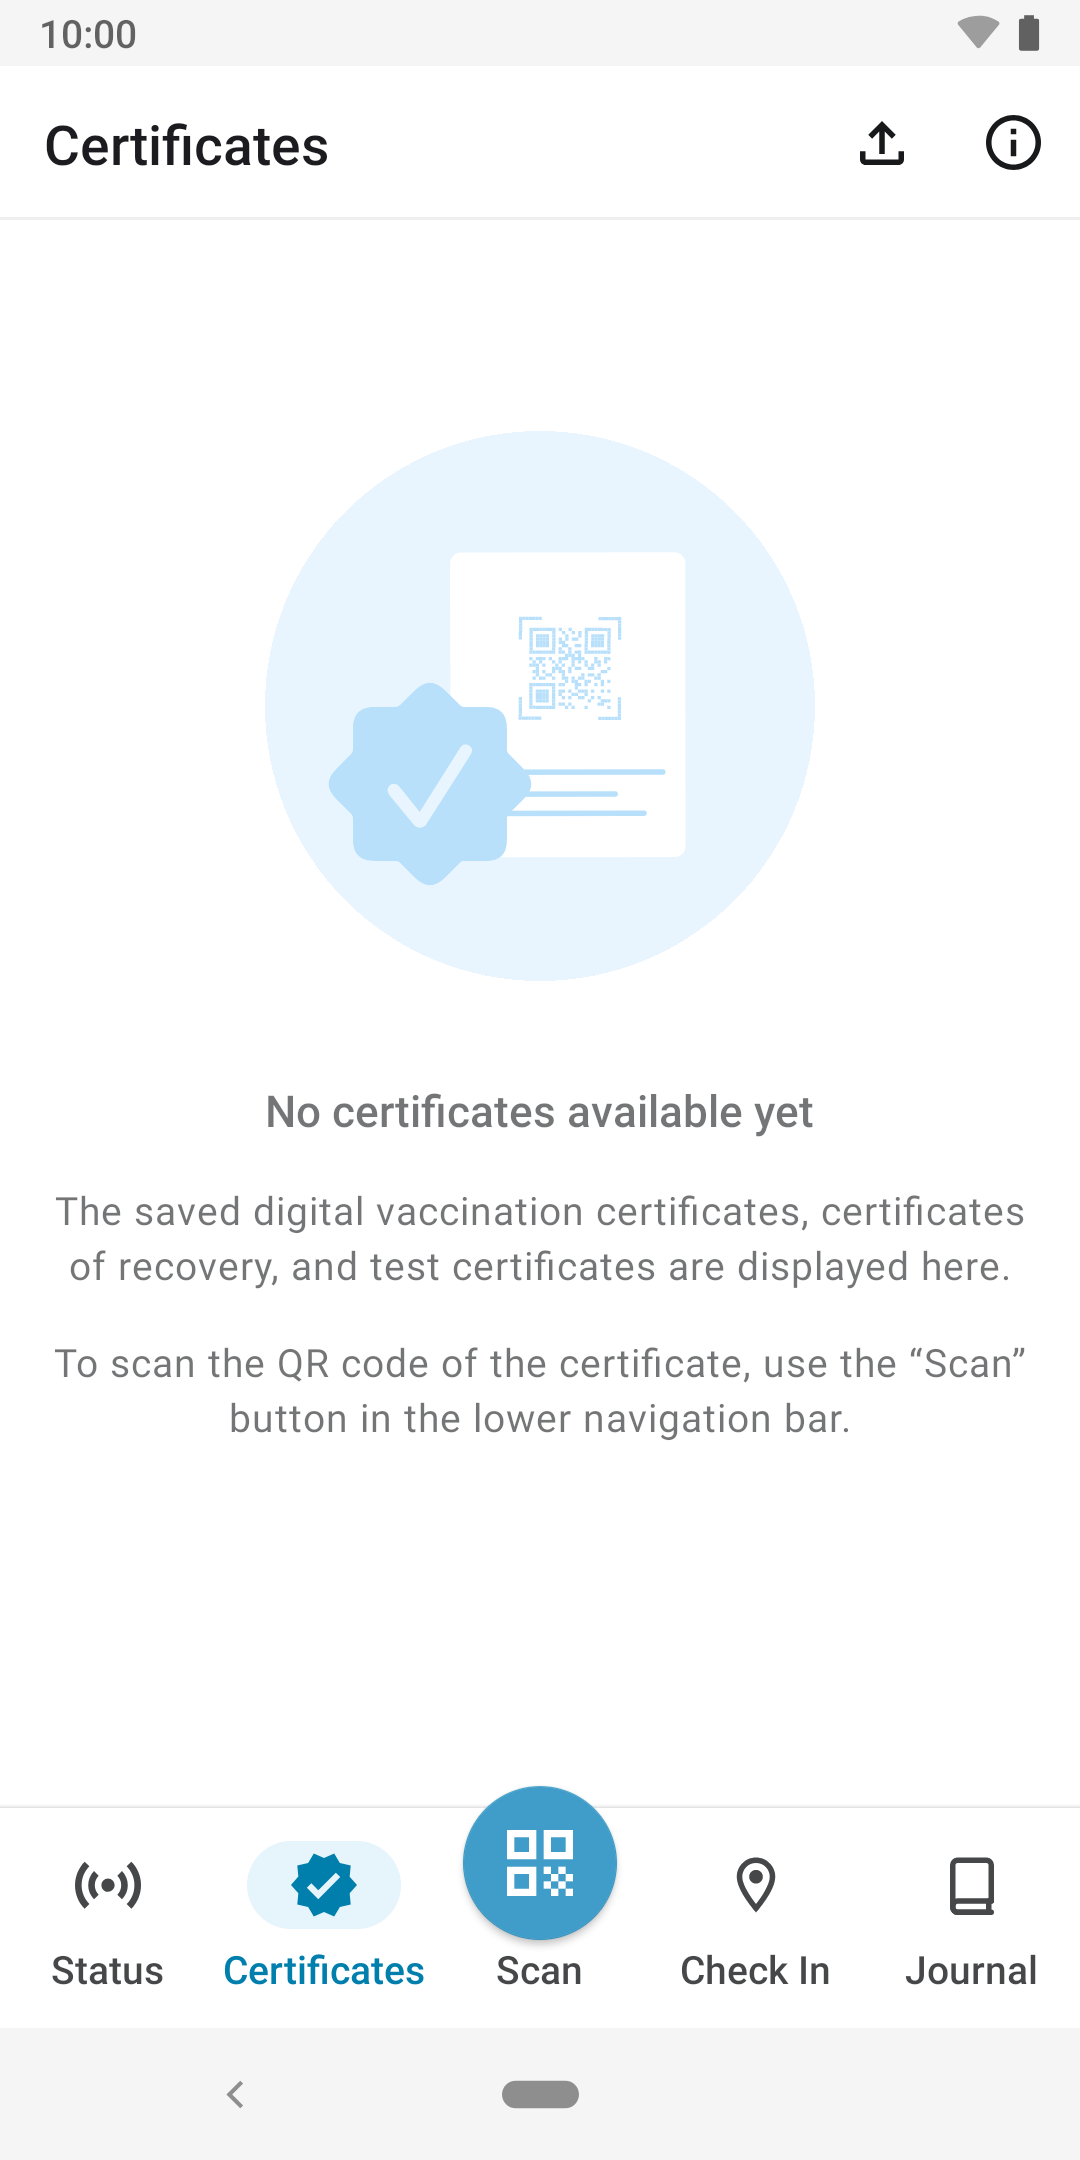 10:00
Certificates
No certificates available yet
The saved digital vaccination certificates, certificates
of recovery, and test certificates are displayed here.
To scan the QR code of the certificate, use the “Scan”
button in the lower navigation bar.
Status
Certificates
Scan
Check In
Journal